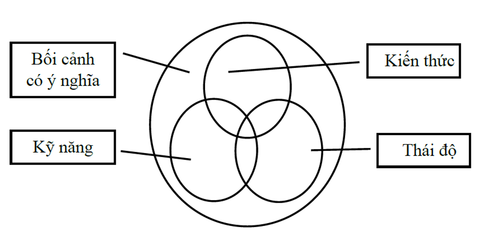 Bối cảnh
có ý nghĩa
Kiến thức
Kỹ năng
Thái độ